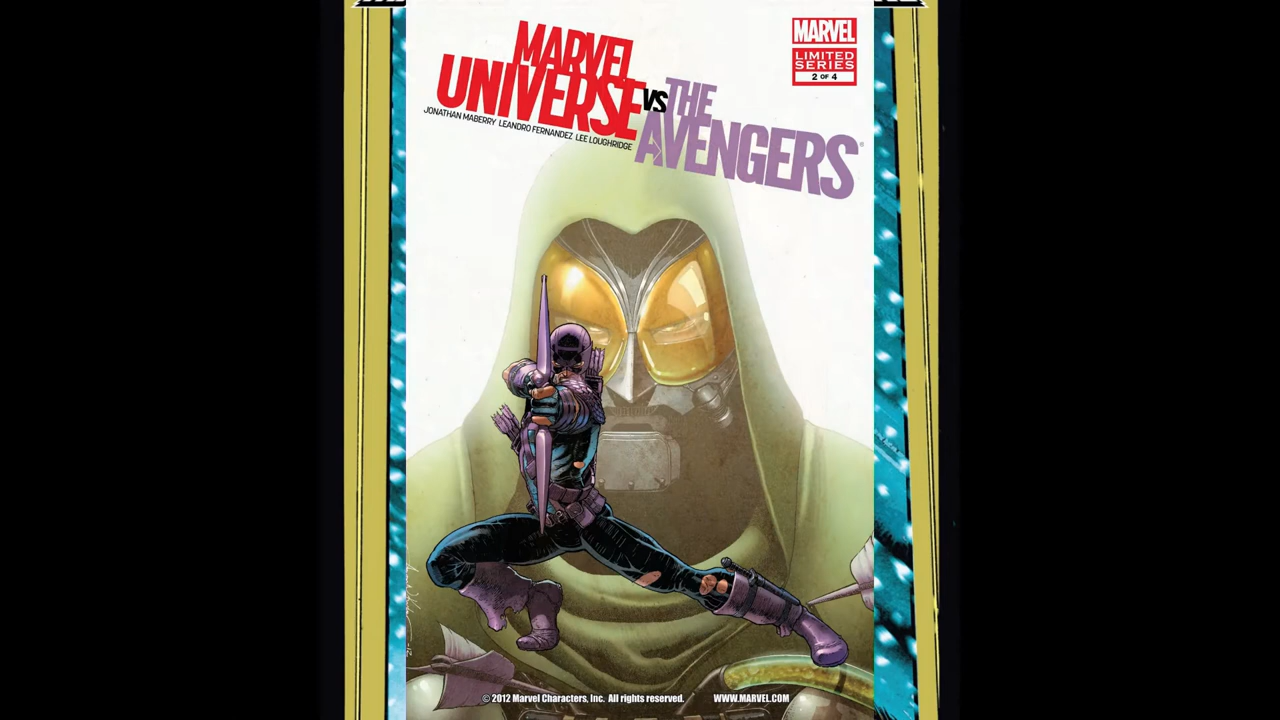 MARVEL
UNIVERSE
VS THE
AVENGERS
JONATHAN MABERRY LEANDRO FERNANDEZ LEE LOUGHRIDGE
MARVEL
LIMITED
SERIES
2 OF 4
© 2012 Marvel Characters, Inc. All rights reserved. WWW.MARVEL.COM